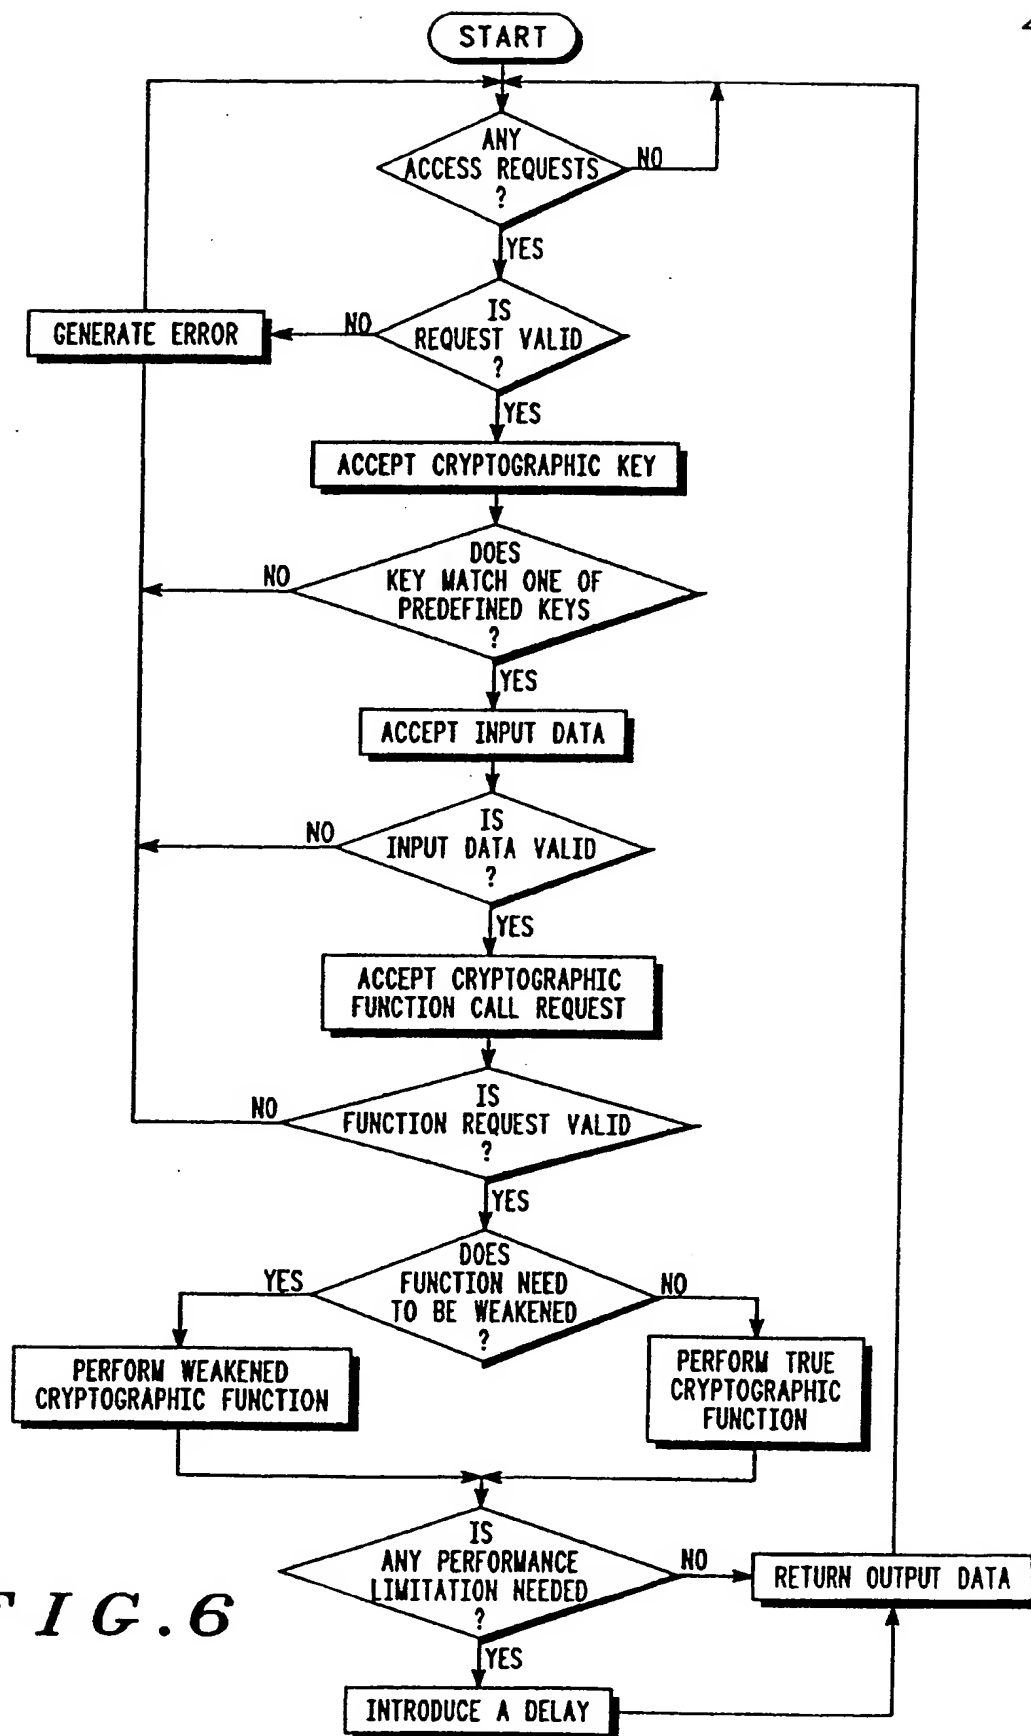 START
ANY
ACCESS REQUESTS
?
NO
YES
IS
REQUEST VALID
?
NO
GENERATE ERROR
YES
ACCEPT CRYPTOGRAPHIC KEY
DOES
KEY MATCH ONE OF
PREDEFINED KEYS
?
NO
YES
ACCEPT INPUT DATA
IS
INPUT DATA VALID
?
NO
YES
ACCEPT CRYPTOGRAPHIC
FUNCTION CALL REQUEST
IS
FUNCTION REQUEST VALID
?
NO
YES
DOES
FUNCTION NEED
TO BE WEAKENED
?
YES
NO
PERFORM WEAKENED
CRYPTOGRAPHIC FUNCTION
PERFORM TRUE
CRYPTOGRAPHIC
FUNCTION
IS
ANY PERFORMANCE
LIMITATION NEEDED
?
NO
RETURN OUTPUT DATA
YES
INTRODUCE A DELAY
FIG.6